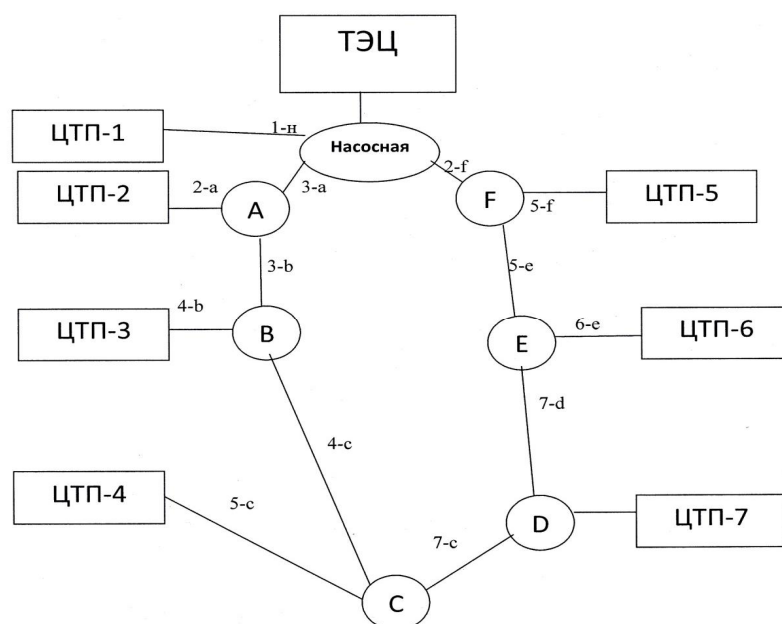 ТЭЦ
ЦТП-1
1-н
Насосная
ЦТП-2
2-a
3-a
2-f
A
F
5-f
ЦТП-5
3-b
5-e
ЦТП-3
4-b
B
E
6-e
ЦТП-6
7-d
4-c
ЦТП-4
5-c
D
ЦТП-7
7-c
C